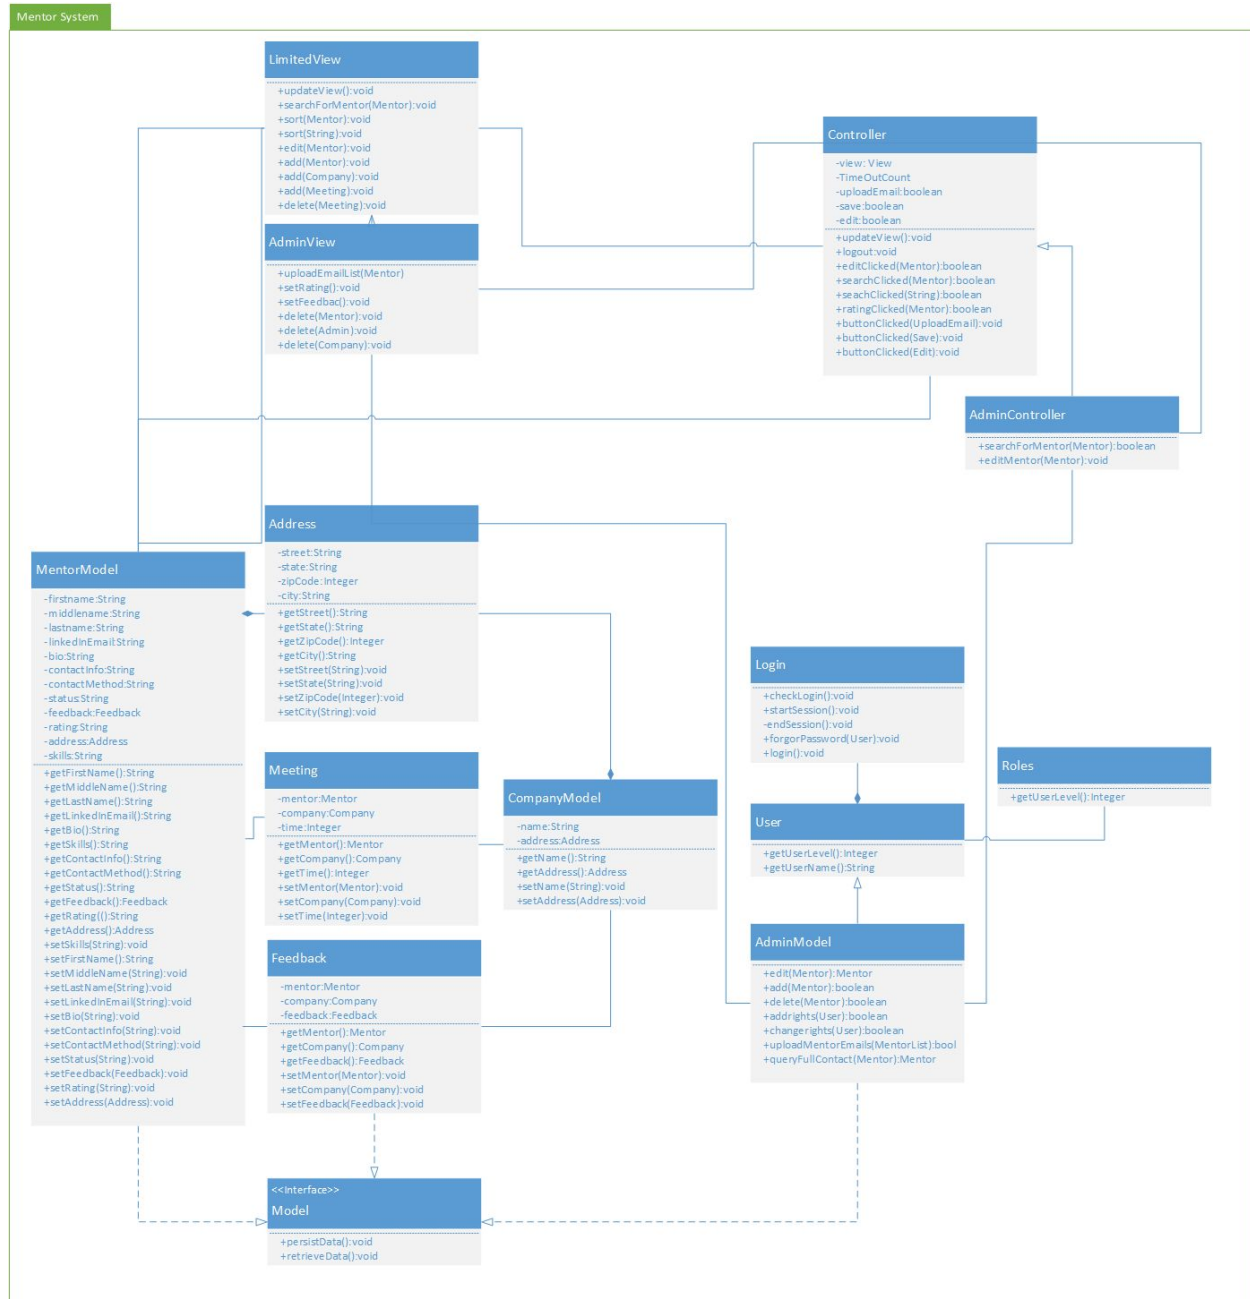 Mentor System
LimitedView
+updateView():void
+searchForMentor(Mentor):void
+sort(Mentor):void
+sort(String):void
+edit(Mentor):void
+add(Mentor):void
+add(Company):void
+add(Meeting):void
+delete(Meeting):void
AdminView
+uploadEmailList(Mentor)
+setRating():void
+setFeedbac():void
+delete(Mentor):void
+delete(Admin):void
+delete(Company):void
Controller
-view: View
-TimeOutCount
-uploadEmail:boolean
-save:boolean
-edit:boolean
+updateView():void
+logout:void
+editClicked(Mentor):boolean
+searchClicked(Mentor):boolean
+seachClicked(String):boolean
+ratingClicked(Mentor):boolean
+buttonClicked(UploadEmail):void
+buttonClicked(Save):void
+buttonClicked(Edit):void
AdminController
+searchForMentor(Mentor):boolean
+editMentor(Mentor):void
Address
-street:String
-state:String
-zipCode:Integer
-city:String
+getStreet():String
+getState():String
+getZipCode():Integer
+getCity():String
+setStreet(String):void
+setState(String):void
+setZipCode(Integer):void
+setCity(String):void
MentorModel
-firstname:String
-middlename:String
-lastname:String
-linkedInEmail:String
-bio:String
-contactInfo:String
-contactMethod:String
-status:String
-feedback:Feedback
-rating:String
-address:Address
-skills:String
+getFirstName():String
+getMiddleName():String
+getLastName():String
+getLinkedInEmail():String
+getBio():String
+getSkills():String
+getContactInfo():String
+getContactMethod():String
+getStatus():String
+getFeedback():Feedback
+getRating(():String
+getAddress():Address
+setSkills(String):void
+setFirstName():String
+setMiddleName(String):void
+setLastName(String):void
+setLinkedInEmail(String):void
+setBio(String):void
+setContactInfo(String):void
+setContactMethod(String):void
+setStatus(String):void
+setFeedback(Feedback):void
+setRating(String):void
+setAddress(Address):void
Meeting
-mentor:Mentor
-company:Company
-time:Integer
+getMentor():Mentor
+getCompany():Company
+getTime():Integer
+setMentor(Mentor):void
+setCompany(Company):void
+setTime(Integer):void
CompanyModel
-name:String
-address:Address
+getName():String
+getAddress():Address
+setName(String):void
+setAddress(Address):void
Login
+checkLogin():void
+startSession():void
-endSession():void
+forgorPassword(User):void
+login():void
Roles
+getUserLevel():Integer
User
+getUserLevel():Integer
+getUserName():String
AdminModel
+edit(Mentor):Mentor
+add(Mentor):boolean
+delete(Mentor):boolean
+addrights(User):boolean
+changerights(User):boolean
+uploadMentorEmails(MentorList):bool
+queryFullContact(Mentor):Mentor
Feedback
-mentor:Mentor
-company:Company
-feedback:Feedback
+getMentor():Mentor
+getCompany():Company
+getFeedback():Feedback
+setMentor(Mentor):void
+setCompany(Company):void
+setFeedback(Feedback):void
<<Interface>>
Model
+persistData():void
+retrieveData():void